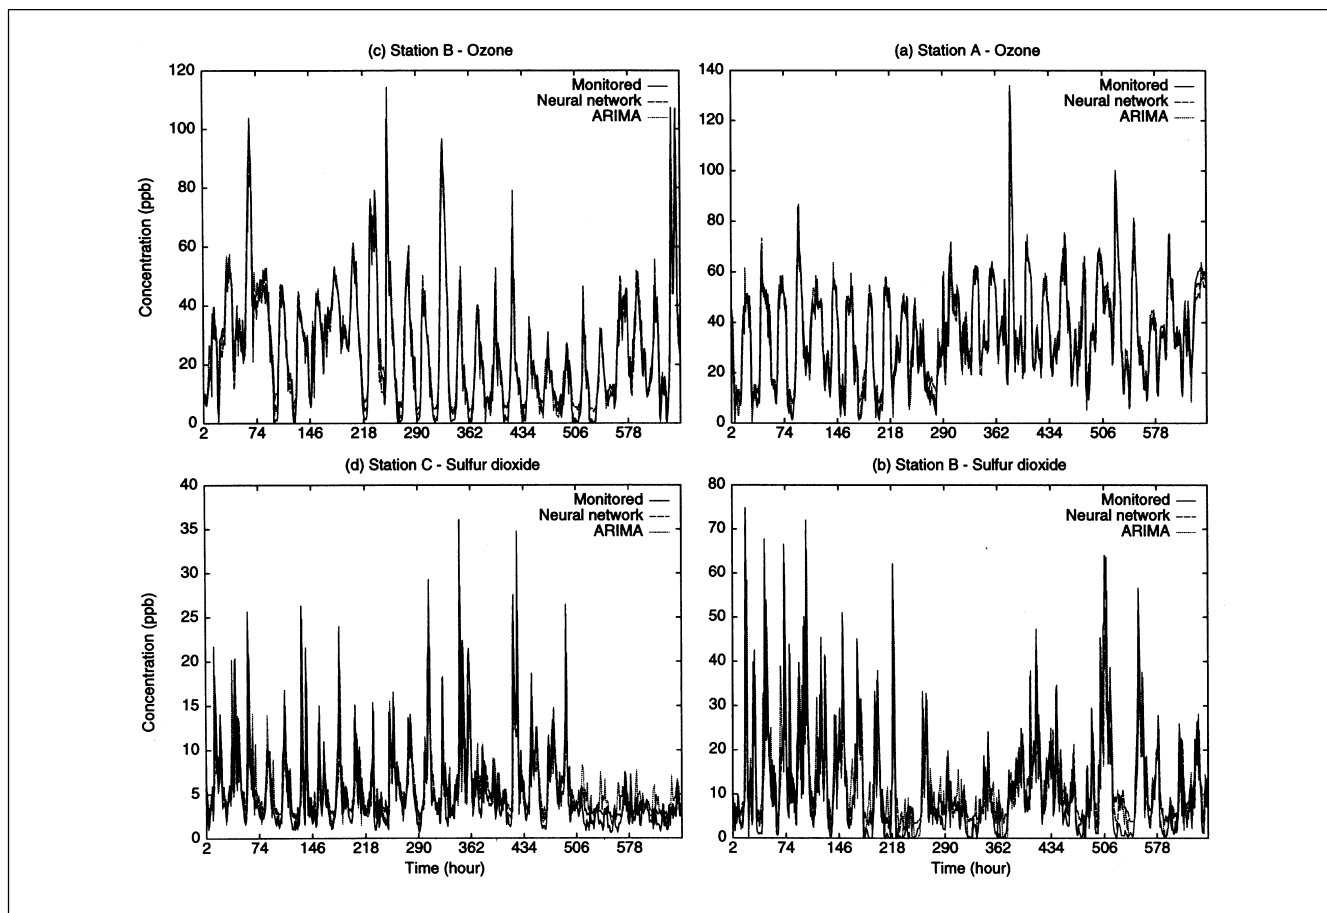 (c) Station B - Ozone
Concentration (ppb)
120
100
80
60
40
20
0
2 74 146 218 290 362 434 506 578
Monitored
Neural network
ARIMA
(a) Station A - Ozone
140
120
100
80
60
40
20
0
2 74 146 218 290 362 434 506 578
Monitored
Neural network
ARIMA
(d) Station C - Sulfur dioxide
Concentration (ppb)
40
35
30
25
20
15
10
5
0
2 74 146 218 290 362 434 506 578
Time (hour)
Monitored
Neural network
ARIMA
(b) Station B - Sulfur dioxide
80
70
60
50
40
30
20
10
0
2 74 146 218 290 362 434 506 578
Time (hour)
Monitored
Neural network
ARIMA